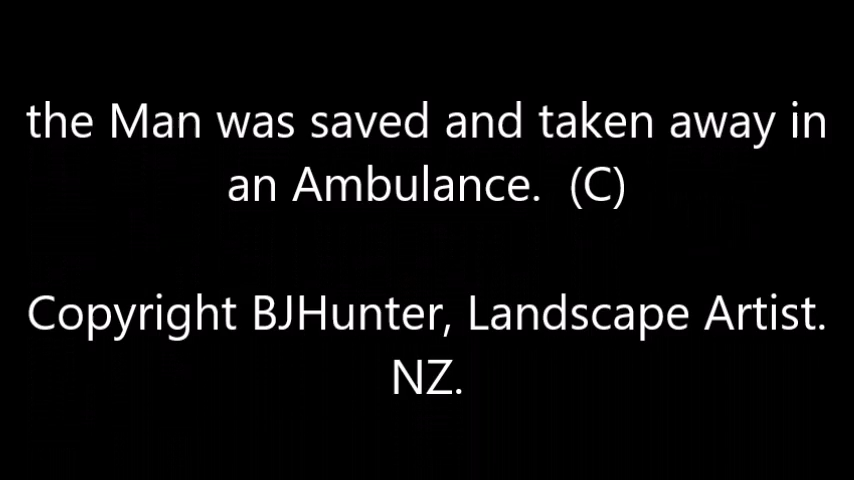 the Man was saved and taken away in
an Ambulance.  (C)
Copyright BJHunter, Landscape Artist.
NZ.